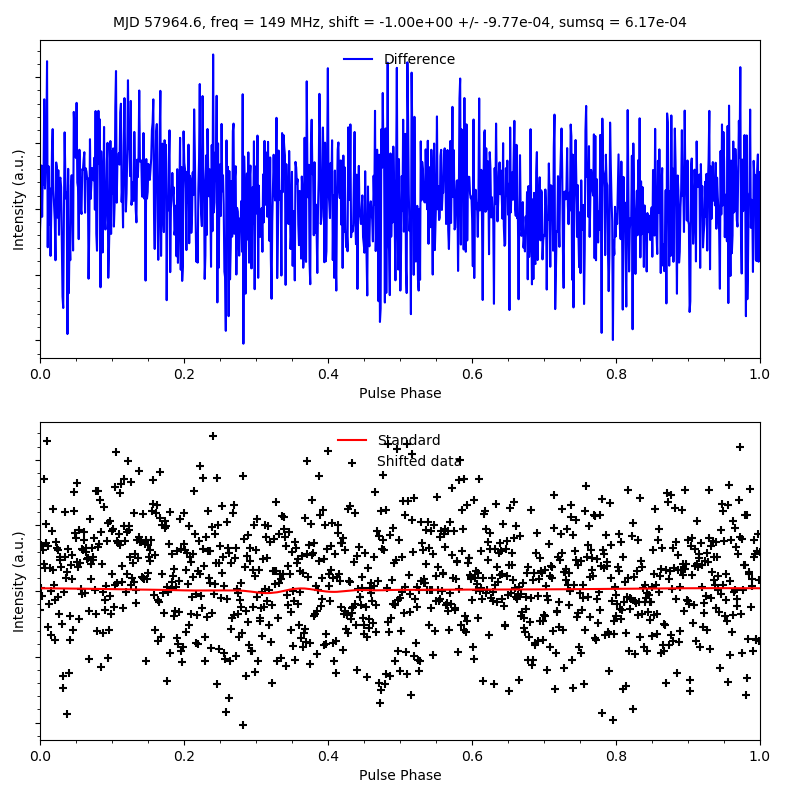 MJD 57964.6, freq = 149 MHz, shift = -1.00e+00 +/- -9.77e-04, sumsq = 6.17e-04
Difference
Intensity (a.u.)
0.0 0.2 0.4 0.6 0.8 1.0
Pulse Phase
Standard
Shifted data
Intensity (a.u.)
0.0 0.2 0.4 0.6 0.8 1.0
Pulse Phase